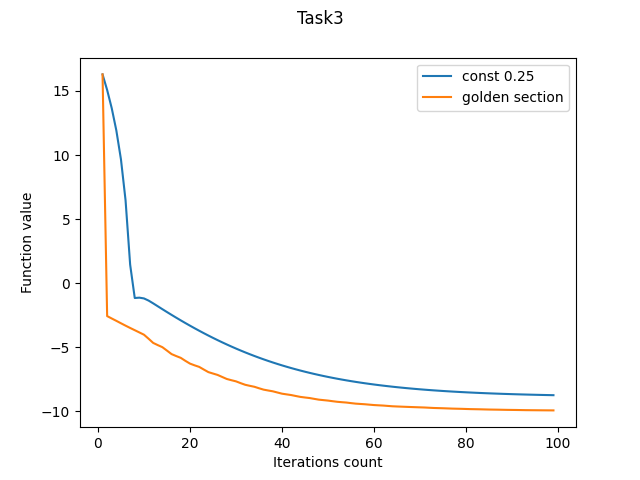 Task3
const 0.25
golden section
15
10
5
0
−5
−10
Function value
0 20 40 60 80 100
Iterations count